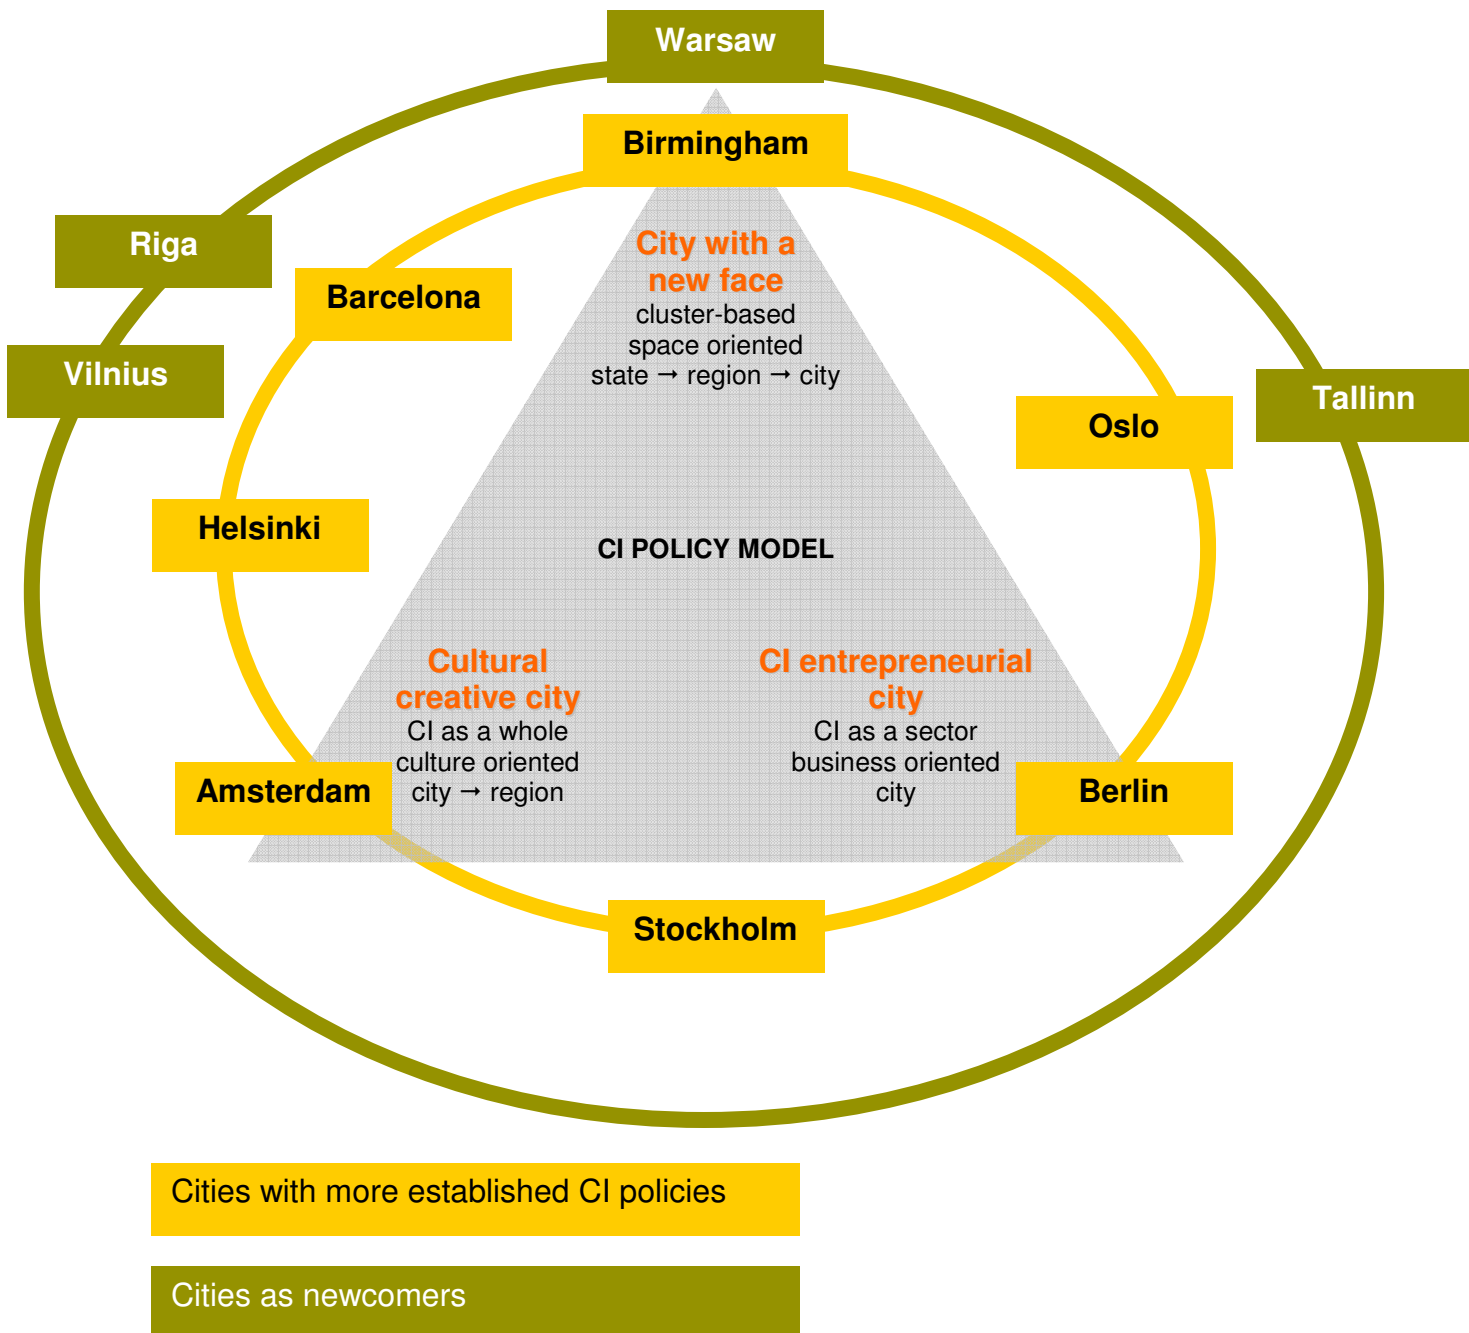 Warsaw
Birmingham
Riga
City with a
new face
Barcelona
cluster-based
space oriented
state → region → city
Vilnius
Tallinn
Oslo
Helsinki
CI POLICY MODEL
Cultural
creative city
CI as a whole
culture oriented
city → region
CI entrepreneurial
city
CI as a sector
business oriented
city
Amsterdam
Berlin
Stockholm
Cities with more established CI policies
Cities as newcomers